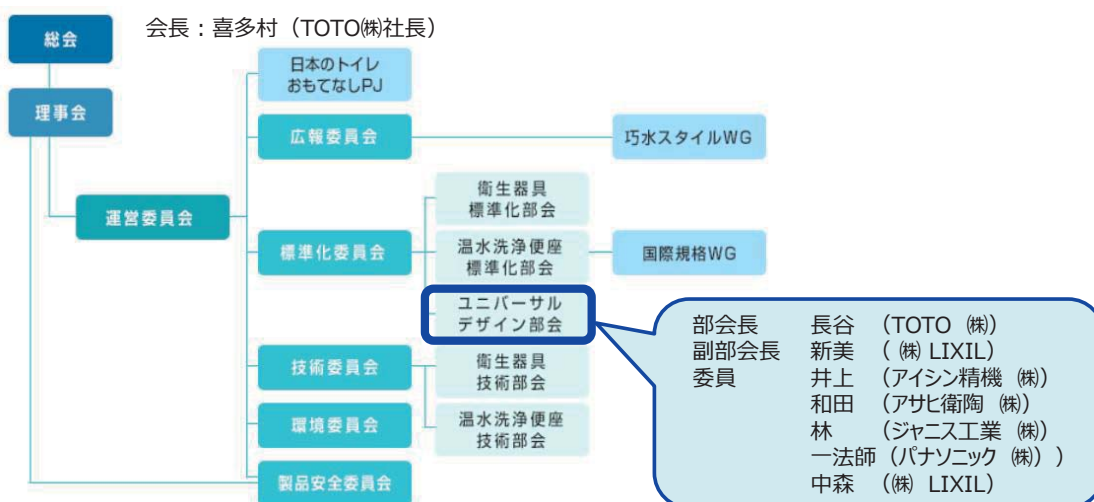 会長：喜多村（TOTO㈱社長）
総会
理事会
運営委員会
日本のトイレ
おもてなしPJ
広報委員会
巧水スタイルWG
標準化委員会
衛生器具
標準化部会
温水洗浄便座
標準化部会
国際規格WG
ユニバーサル
デザイン部会
技術委員会
衛生器具
技術部会
環境委員会
温水洗浄便座
技術部会
製品安全委員会
部会長 長谷 （TOTO ㈱）
副部会長 新美 （ ㈱ LIXIL）
委員 井上 （アイシン精機 ㈱）
和田 （アサヒ衛陶 ㈱）
林 （ジャニス工業 ㈱）
一法師 （パナソニック ㈱））
中森 （㈱ LIXIL）